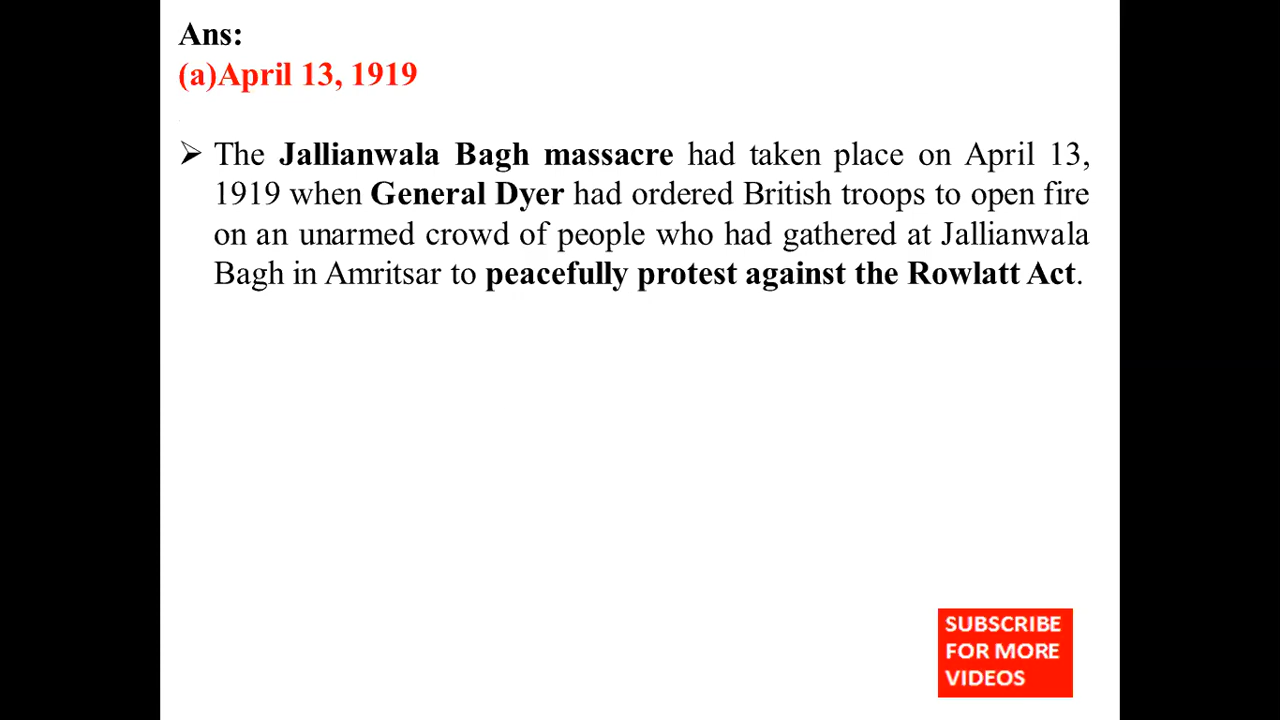 Ans:
(a)April 13, 1919
➢ The Jallianwala Bagh massacre had taken place on April 13,
1919 when General Dyer had ordered British troops to open fire
on an unarmed crowd of people who had gathered at Jallianwala
Bagh in Amritsar to peacefully protest against the Rowlatt Act.
SUBSCRIBE
FOR MORE
VIDEOS